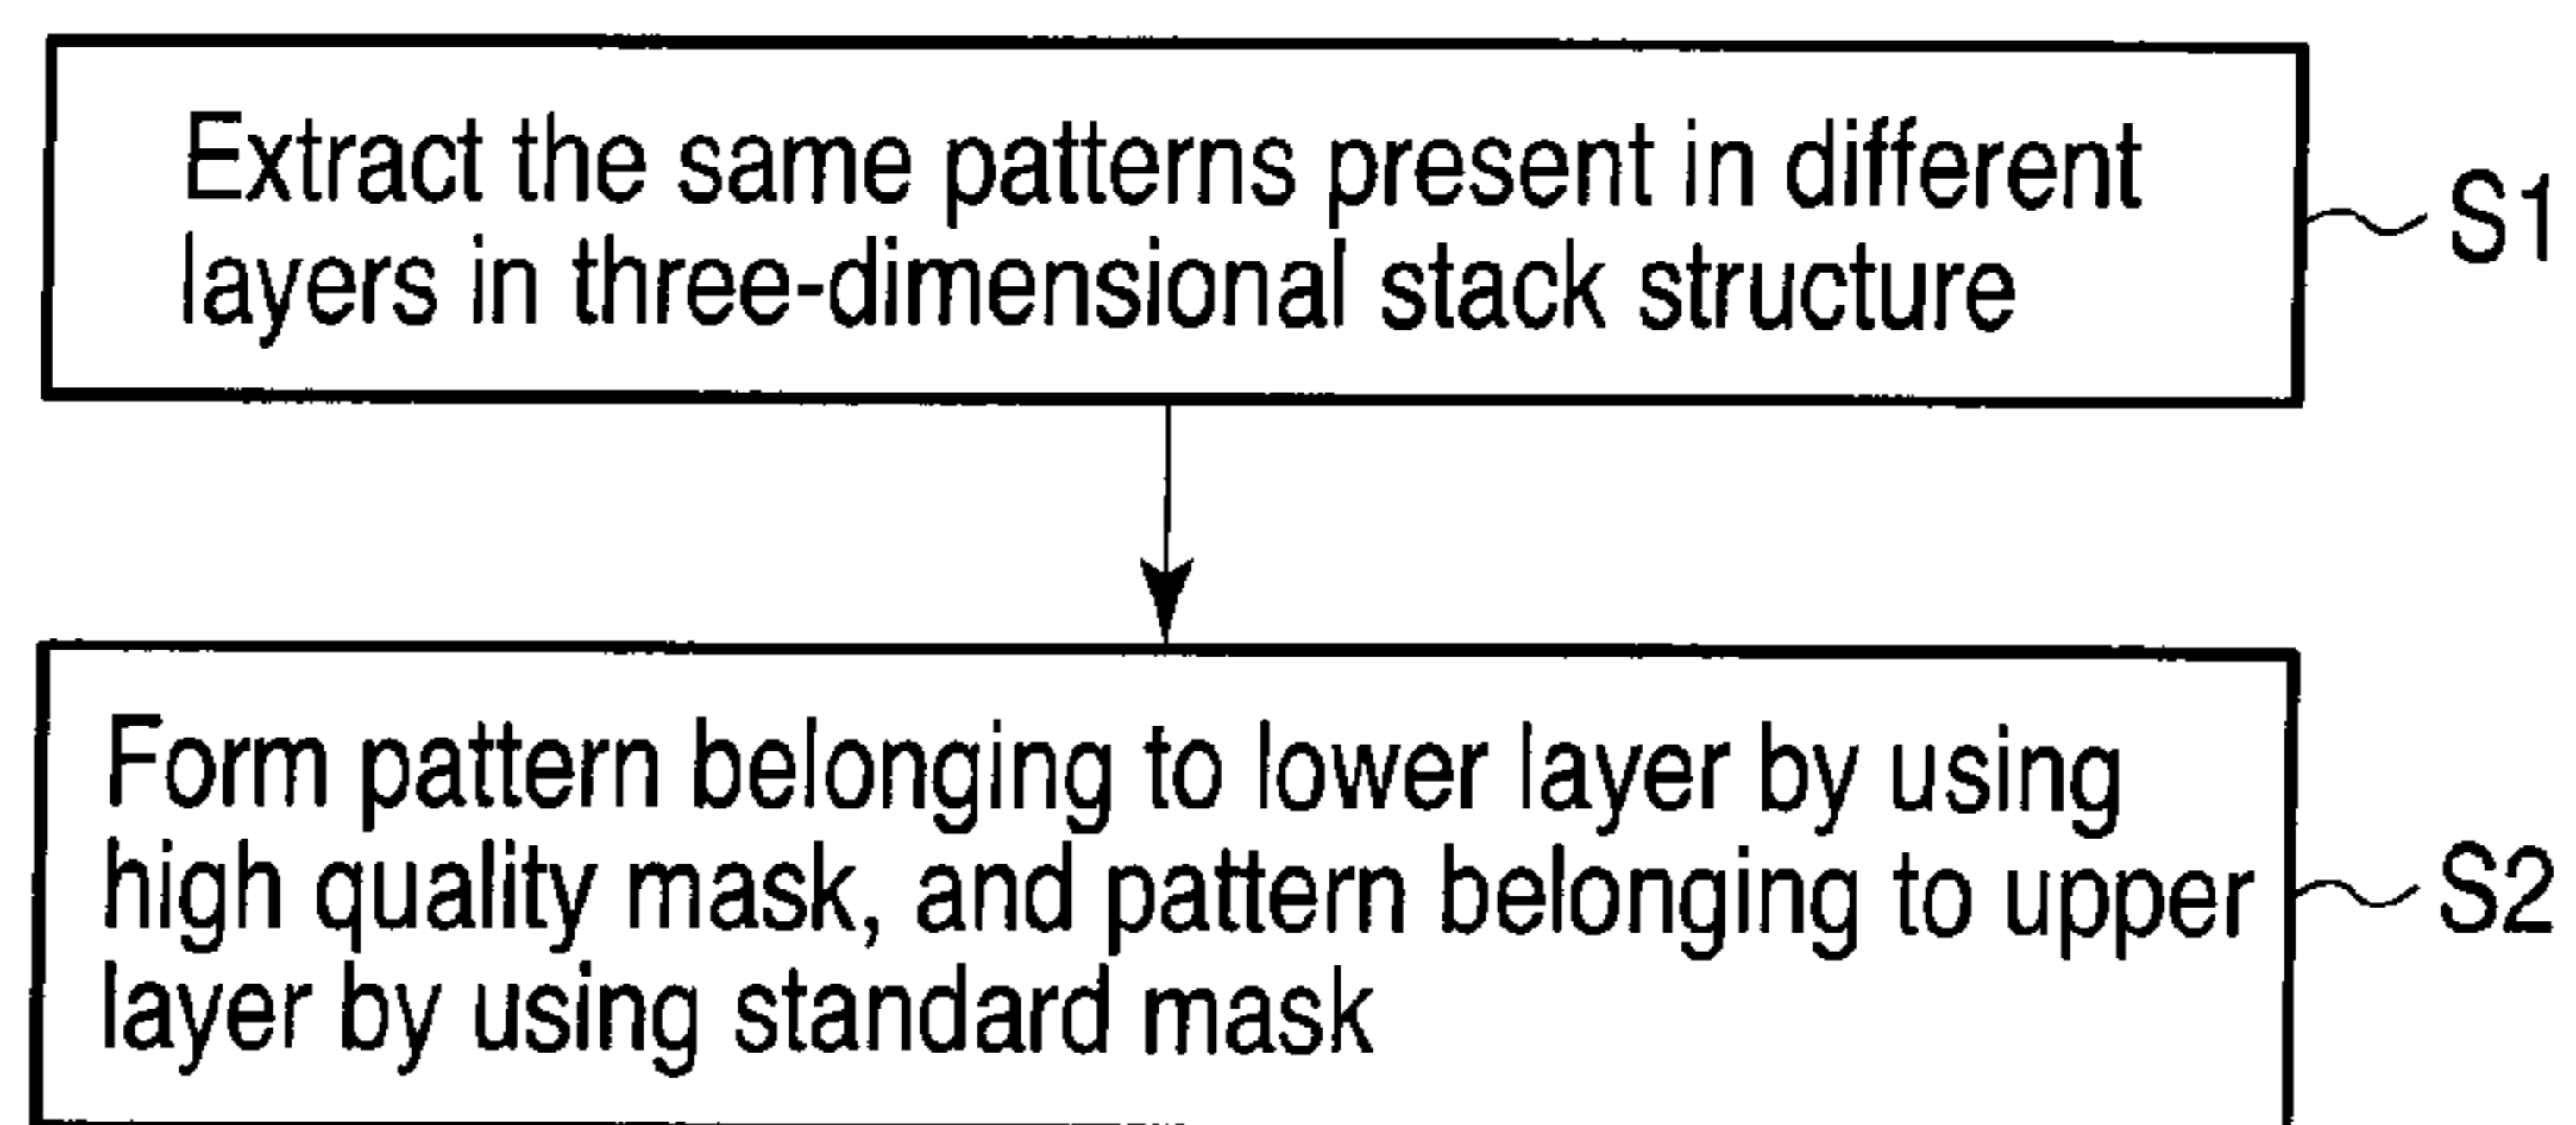 Extract the same patterns present in different
layers in three-dimensional stack structure
S1
Form pattern belonging to lower layer by using
high quality mask, and pattern belonging to upper
layer by using standard mask
S2